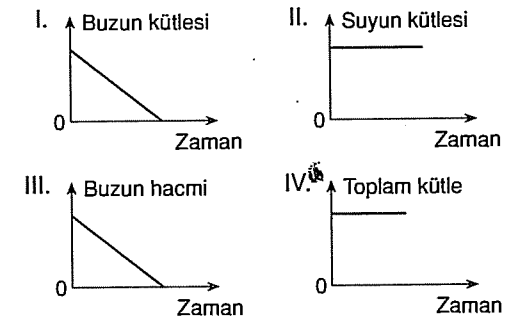 I. Buzun kütlesi
0
Zaman
II. Suyun kütlesi
0
Zaman
III. Buzun hacmi
0
Zaman
IV. Toplam kütle
0
Zaman